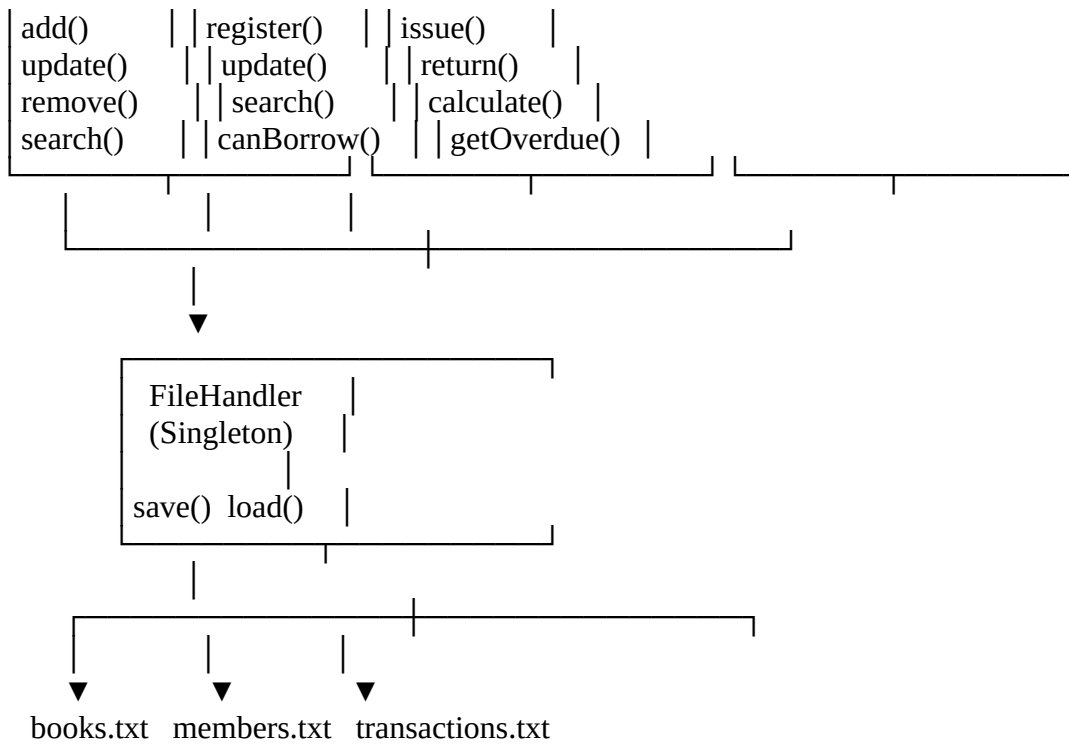 add() register() issue()
update() update() return()
remove() search() calculate()
search() canBorrow() getOverdue()
FileHandler
(Singleton)
save() load()
books.txt members.txt transactions.txt